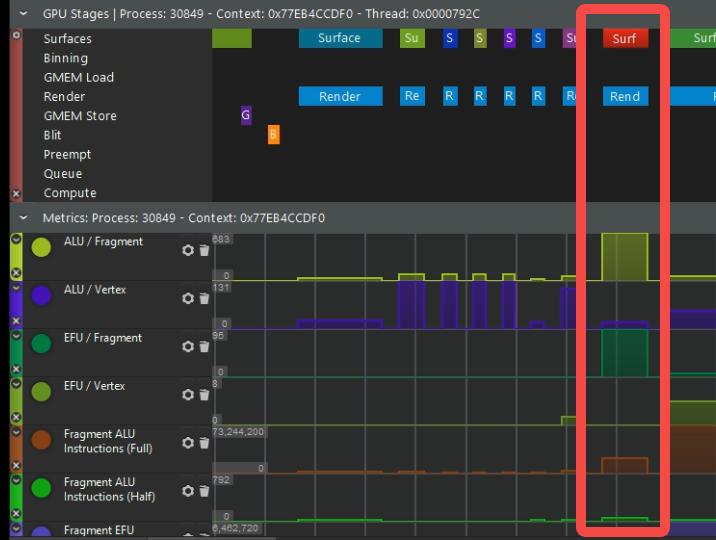 GPU Stages | Process: 30849 - Context: 0x77EB4CCDF0 - Thread: 0x0000792C
Surfaces
Surface
Su
S
S
S
S
Su
Surf
Surf
Binning
GMEM Load
Render
Render
Re
R
R
R
R
Re
Rend
GMEM Store
G
Blit
B
Preempt
Queue
Compute
Metrics: Process: 30849 - Context: 0x77EB4CCDF0
ALU / Fragment
683
0
ALU / Vertex
131
0
EFU / Fragment
95
0
EFU / Vertex
8
0
Fragment ALU
Instructions (Full)
73,244,200
0
Fragment ALU
Instructions (Half)
792
0
Fragment EFU
6,462,720